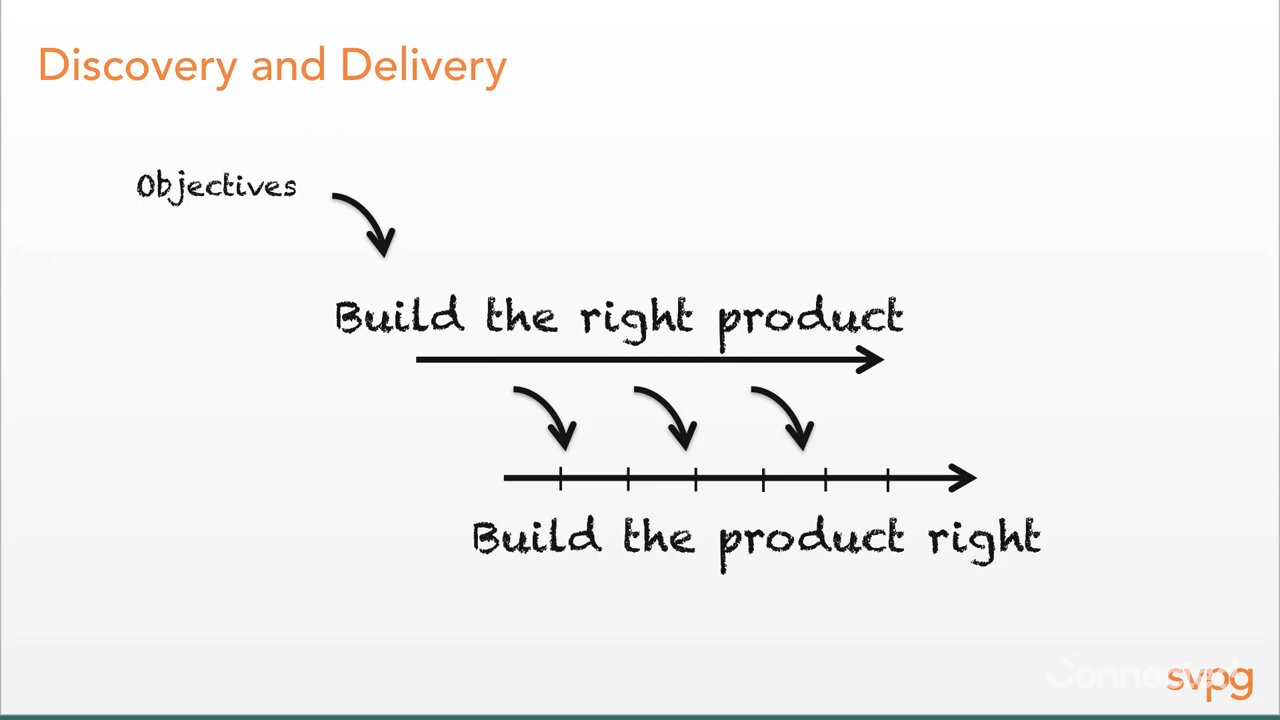 Discovery and Delivery
Objectives
Build the right product
Build the product right
svpg